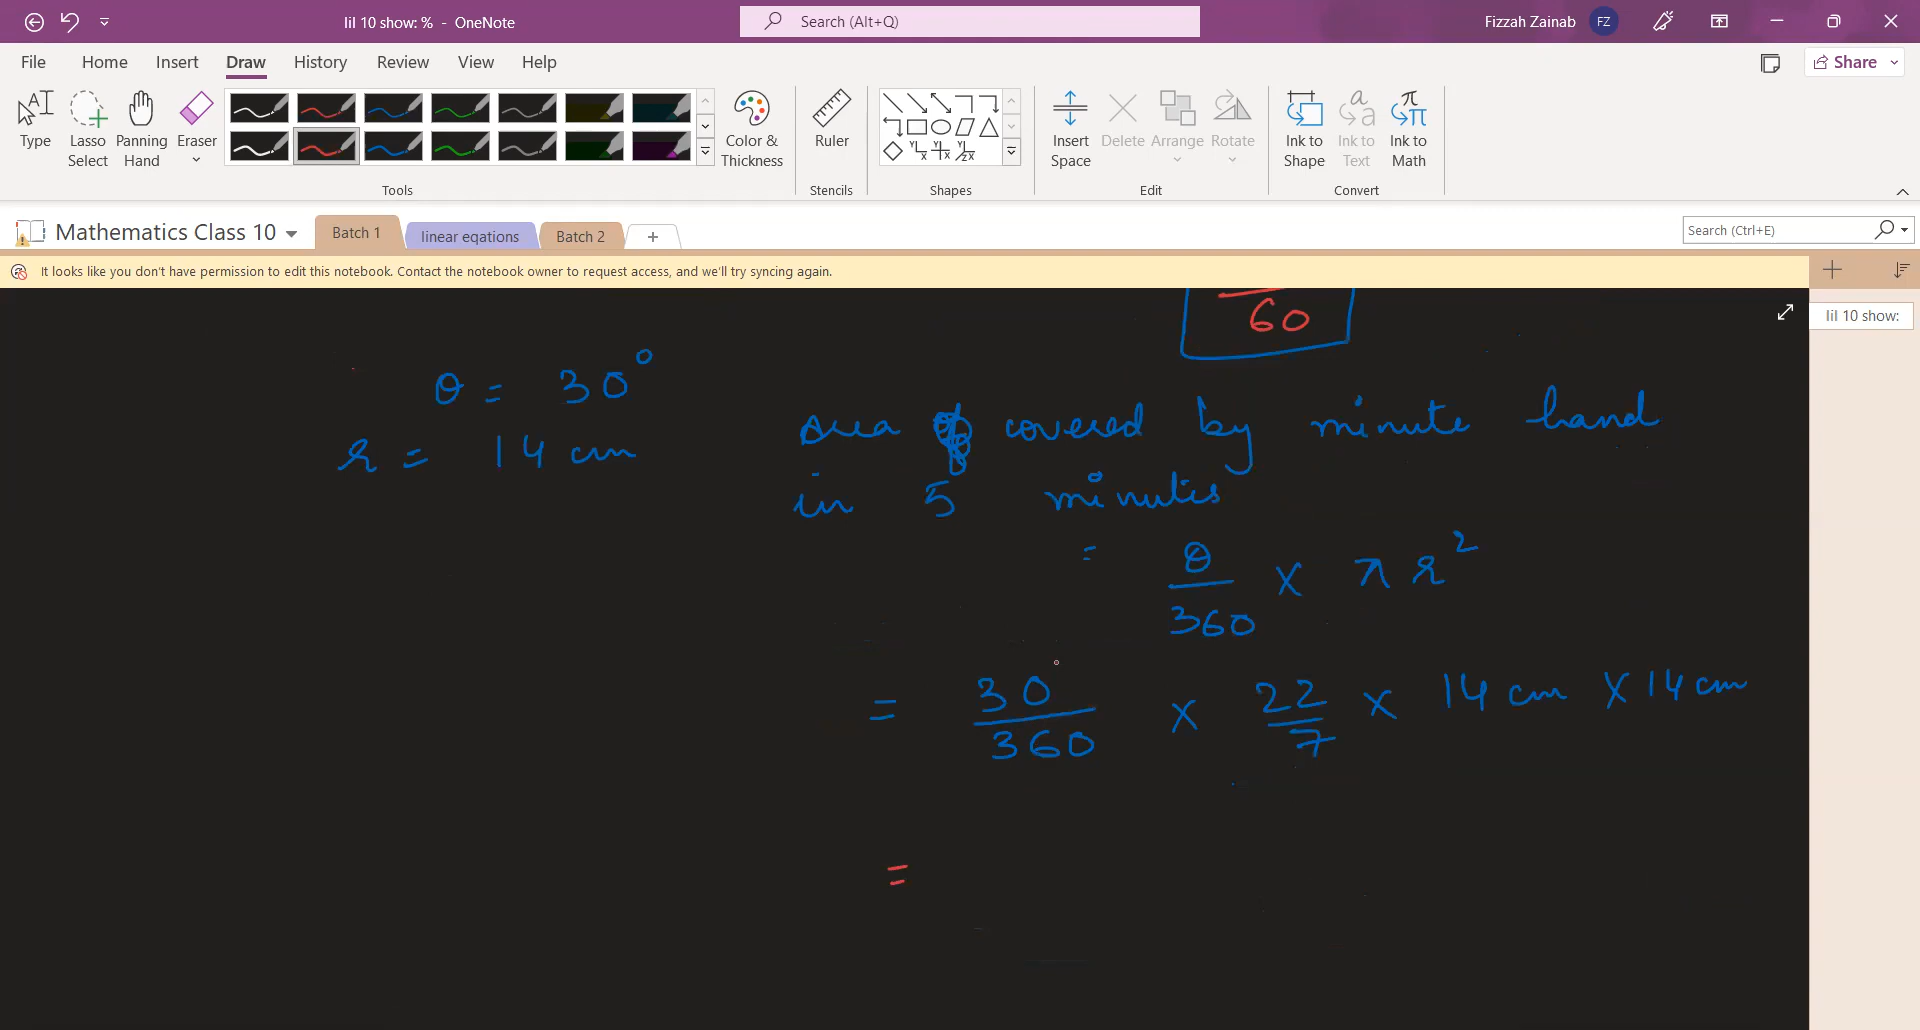 lil 10 show: % - OneNote
Search (Alt+Q)
Fizzah Zainab FZ
File Home Insert Draw History Review View Help
Share
Type
Lasso Select
Panning Hand
Eraser
Color & Thickness
Ruler
Insert Space
Delete
Arrange
Rotate
Ink to Shape
Ink to Text
Ink to Math
Tools
Stencils
Shapes
Edit
Convert
Mathematics Class 10
Batch 1
linear eqations
Batch 2
Search (Ctrl+E)
It looks like you don't have permission to edit this notebook. Contact the notebook owner to request access, and we'll try syncing again.
lil 10 show:
60
θ = 30°
r = 14 cm
Area covered by minute hand
in 5 minutes
= θ/360 × πr²
= 30/360 × 22/7 × 14 cm × 14 cm
=